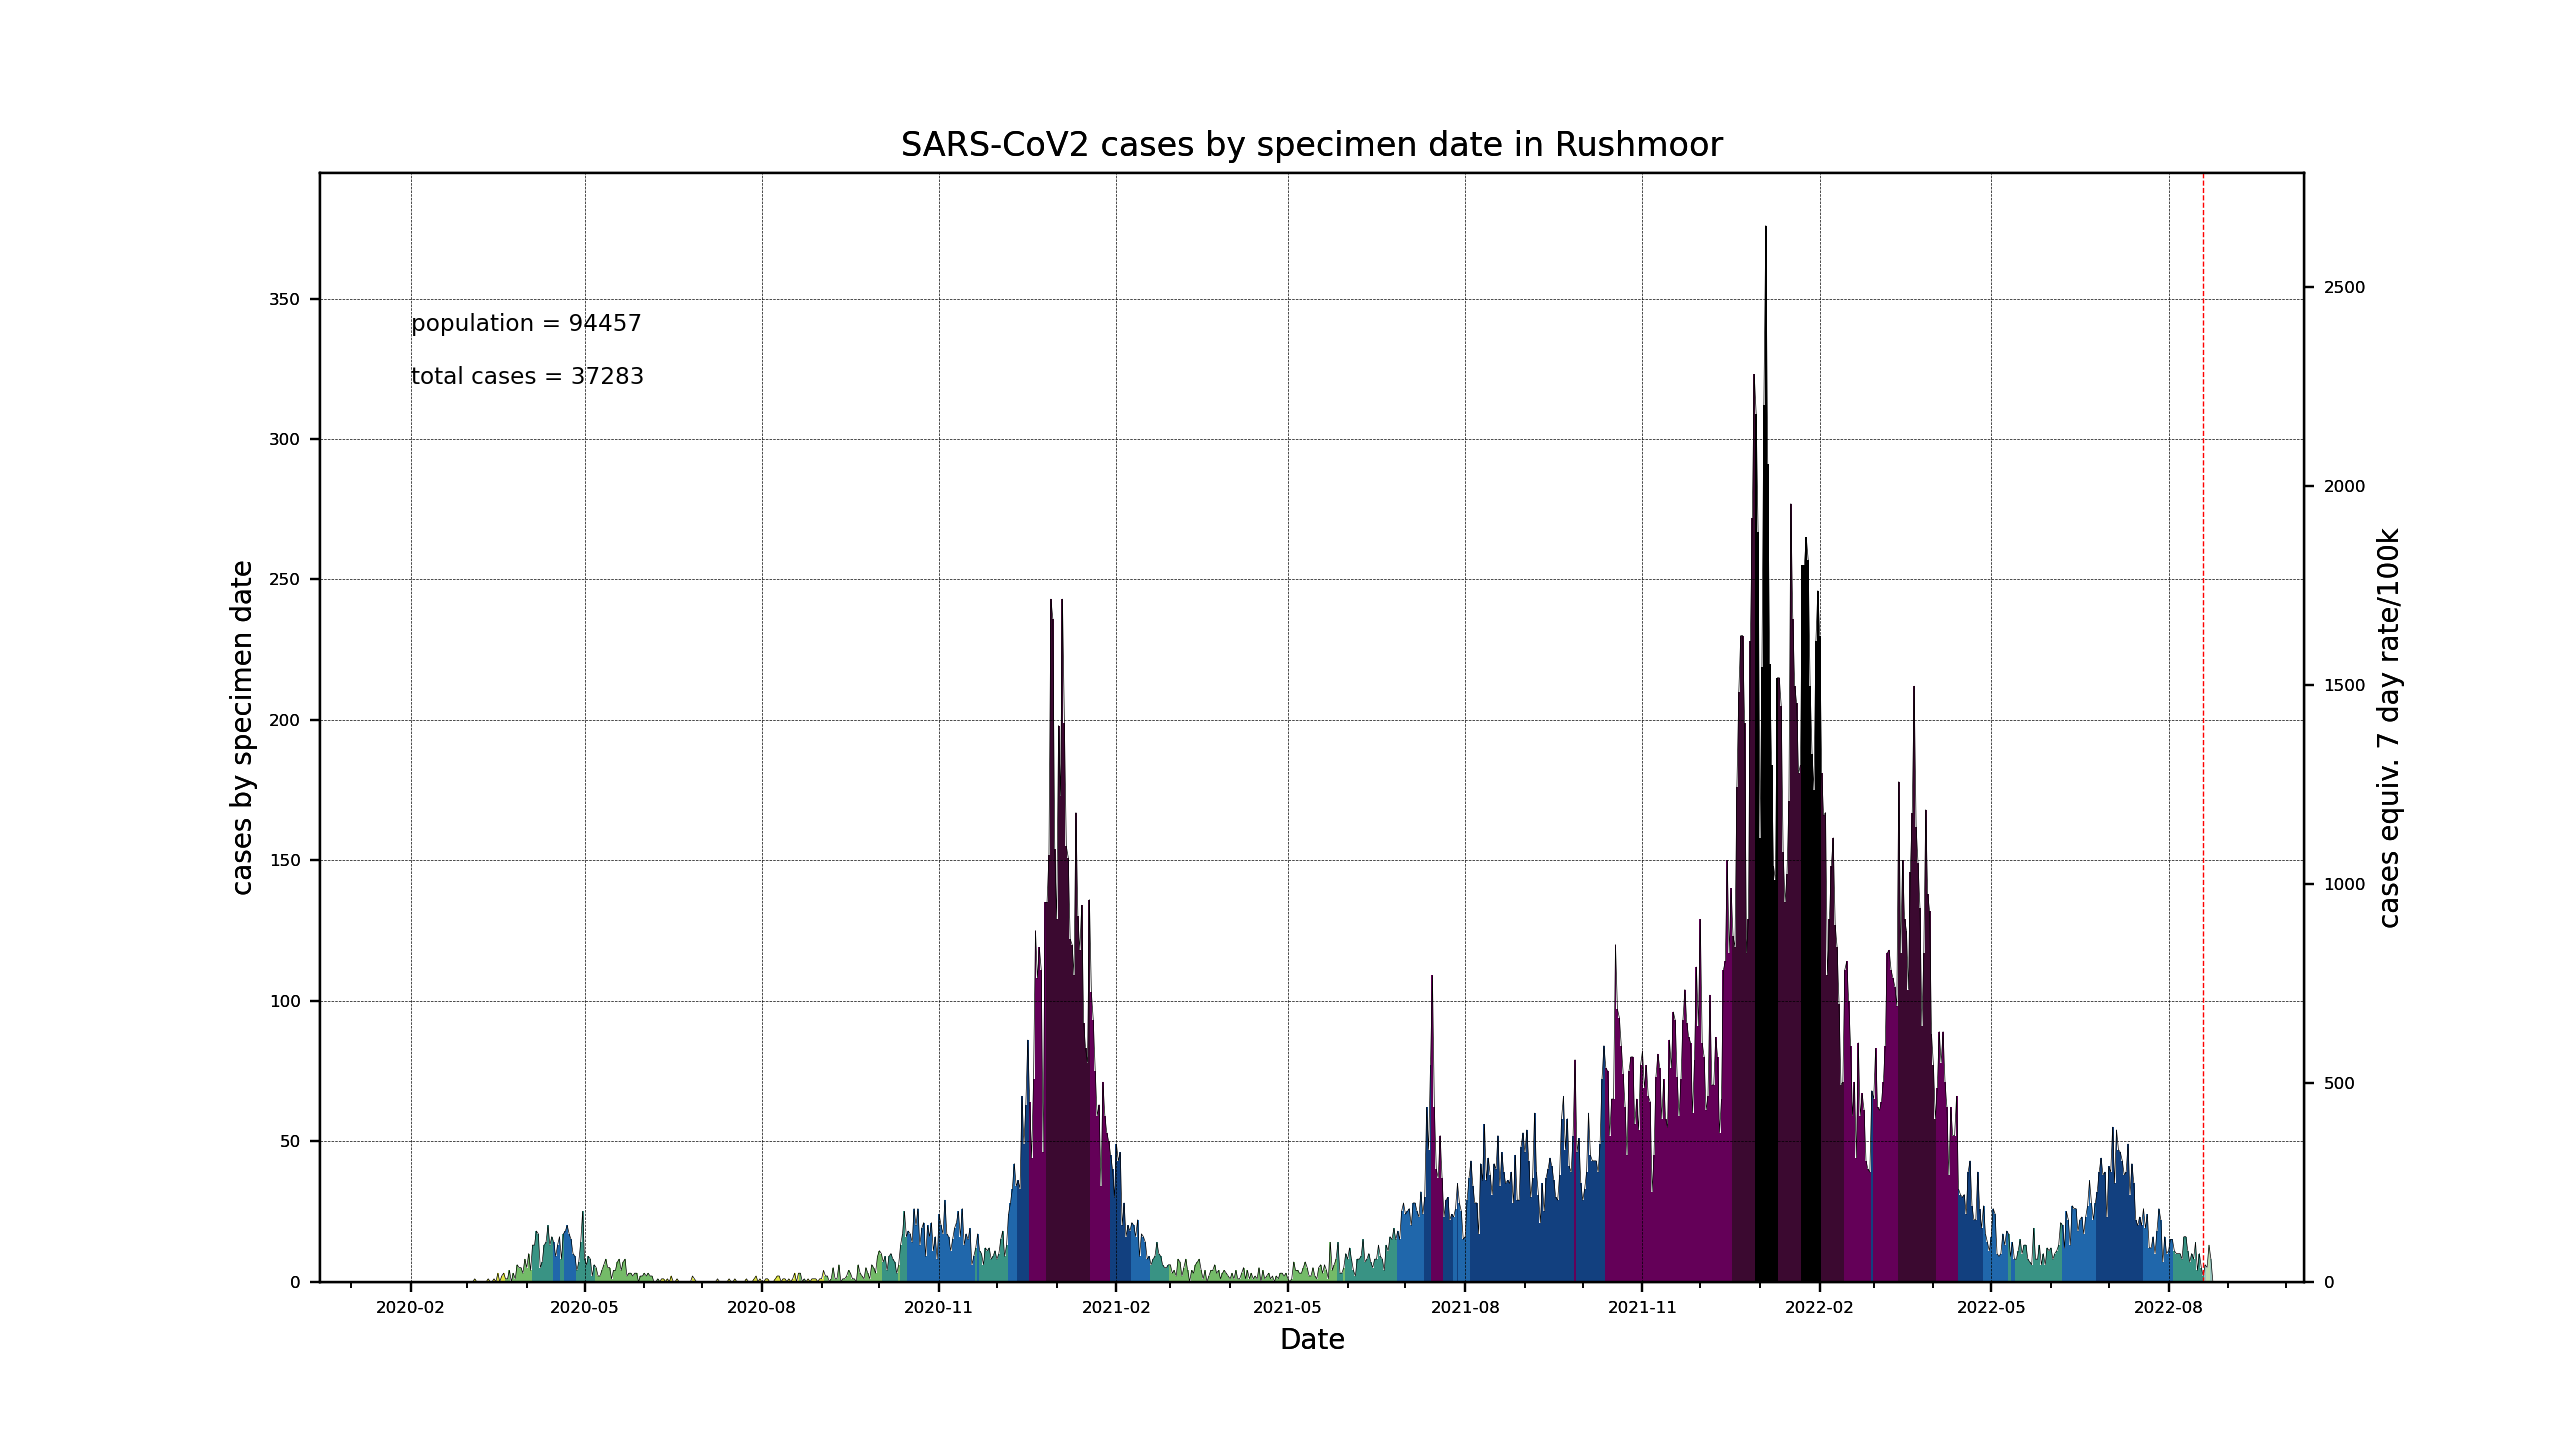 SARS-CoV2 cases by specimen date in Rushmoor
population = 94457
total cases = 37283
cases by specimen date
350
300
250
200
150
100
50
0
2500
2000
1500
1000
500
0
cases equiv. 7 day rate/100k
2020-02 2020-05 2020-08 2020-11 2021-02 2021-05 2021-08 2021-11 2022-02 2022-05 2022-08
Date